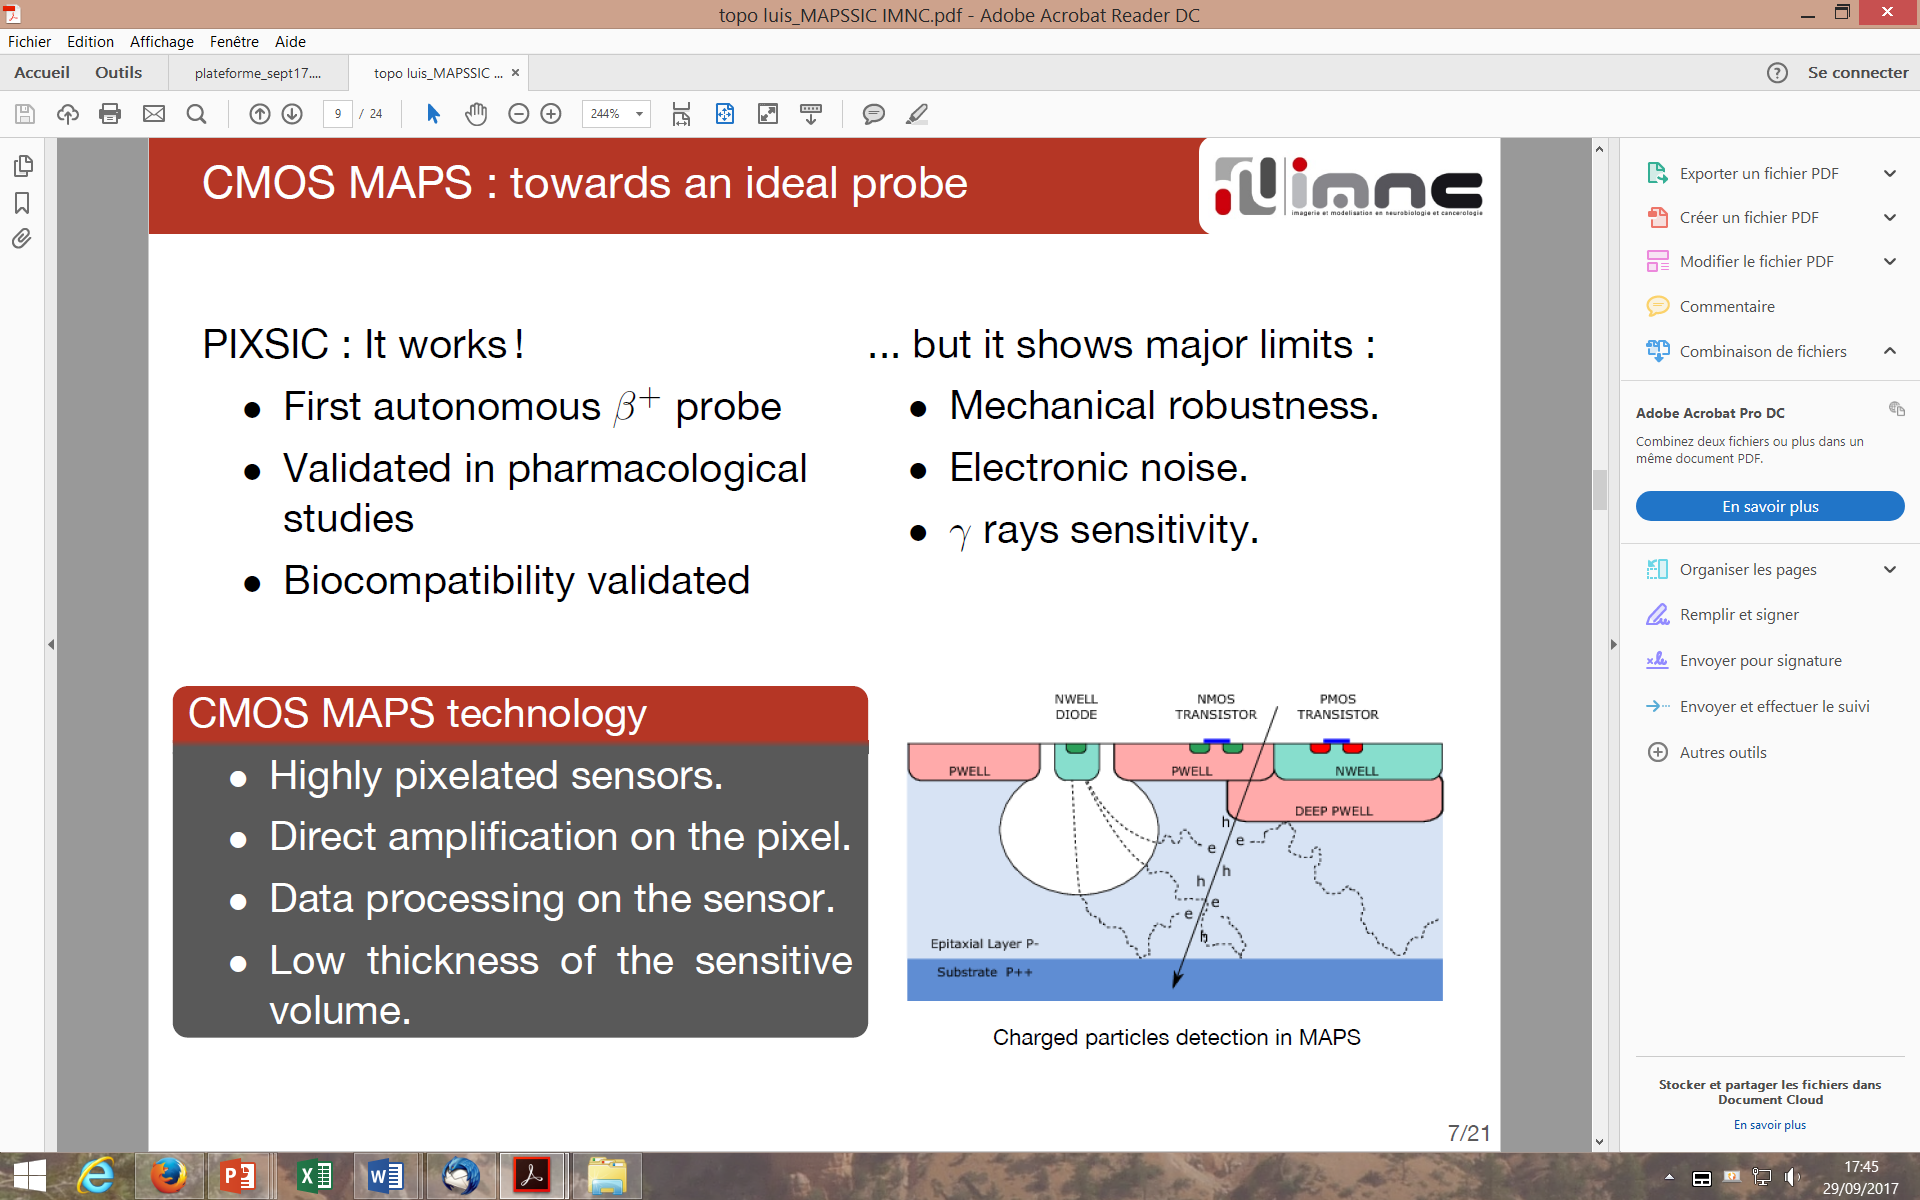 topo luis_MAPSSIC IMNC.pdf - Adobe Acrobat Reader DC
Fichier Edition Affichage Fenêtre Aide
Accueil Outils plateforme_sept17.... topo luis_MAPSSIC ... × ? Se connecter
9 / 24 244%
CMOS MAPS : towards an ideal probe
imnc
imagerie et modelisation en neurobiologie et cancerologie
PIXSIC : It works !
• First autonomous β+ probe
• Validated in pharmacological
studies
• Biocompatibility validated
... but it shows major limits :
• Mechanical robustness.
• Electronic noise.
• γ rays sensitivity.
CMOS MAPS technology
• Highly pixelated sensors.
• Direct amplification on the pixel.
• Data processing on the sensor.
• Low thickness of the sensitive
volume.
NWELL
DIODE
NMOS
TRANSISTOR
PMOS
TRANSISTOR
PWELL
PWELL
NWELL
DEEP PWELL
h
e e
h
h
e
e
h
Epitaxial Layer P-
Substrate P++
Charged particles detection in MAPS
7/21
Exporter un fichier PDF
Créer un fichier PDF
Modifier le fichier PDF
Commentaire
Combinaison de fichiers
Adobe Acrobat Pro DC
Combinez deux fichiers ou plus dans un
même document PDF.
En savoir plus
Organiser les pages
Remplir et signer
Envoyer pour signature
Envoyer et effectuer le suivi
Autres outils
Stocker et partager les fichiers dans
Document Cloud
En savoir plus
17:45
29/09/2017